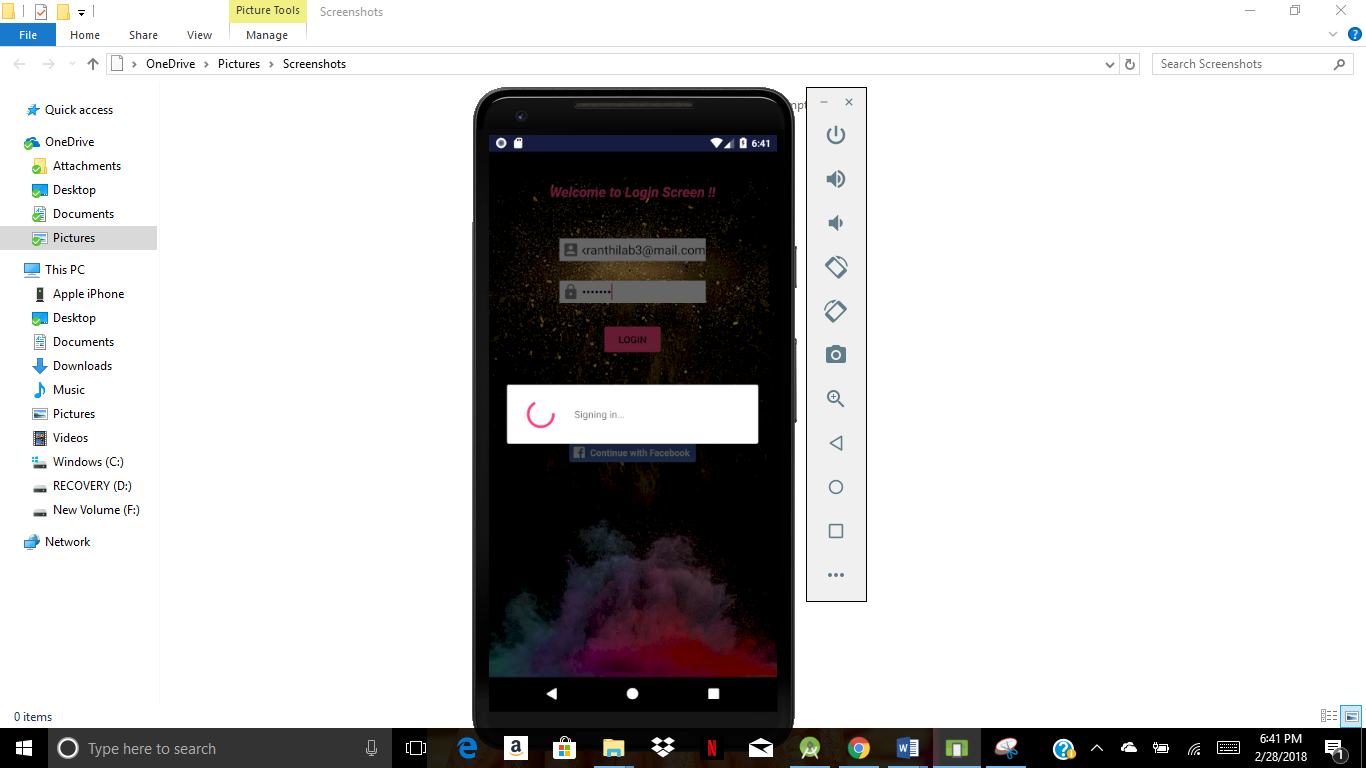 Picture Tools
Screenshots
File
Home
Share
View
Manage
OneDrive
Pictures
Screenshots
Search Screenshots
Quick access
OneDrive
Attachments
Desktop
Documents
Pictures
This PC
Apple iPhone
Desktop
Documents
Downloads
Music
Pictures
Videos
Windows (C:)
RECOVERY (D:)
New Volume (F:)
Network
6:41
Welcome to Login Screen !!
kranthilab3@mail.com
•••••••
LOGIN
Signing in...
Continue with Facebook
0 items
Type here to search
6:41 PM
2/28/2018
1